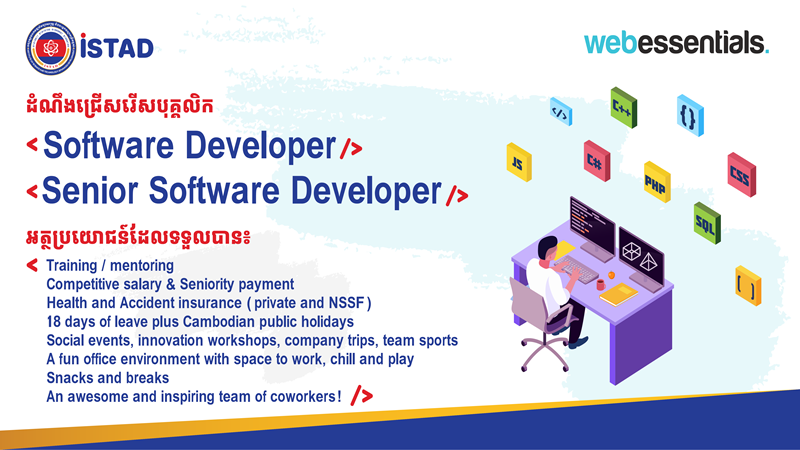 iSTAD
webessentials.
ដំណឹងជ្រើសរើសបុគ្គលិក
<Software Developer/>
<Senior Software Developer/>
អត្ថប្រយោជន៍ដែលទទួលបាន៖
< Training / mentoring
Competitive salary & Seniority payment
Health and Accident insurance ( private and NSSF )
18 days of leave plus Cambodian public holidays
Social events, innovation workshops, company trips, team sports
A fun office environment with space to work, chill and play
Snacks and breaks
An awesome and inspiring team of coworkers! />
</>
C++
{}
JS
C#
PHP
CSS
SQL
[ ]